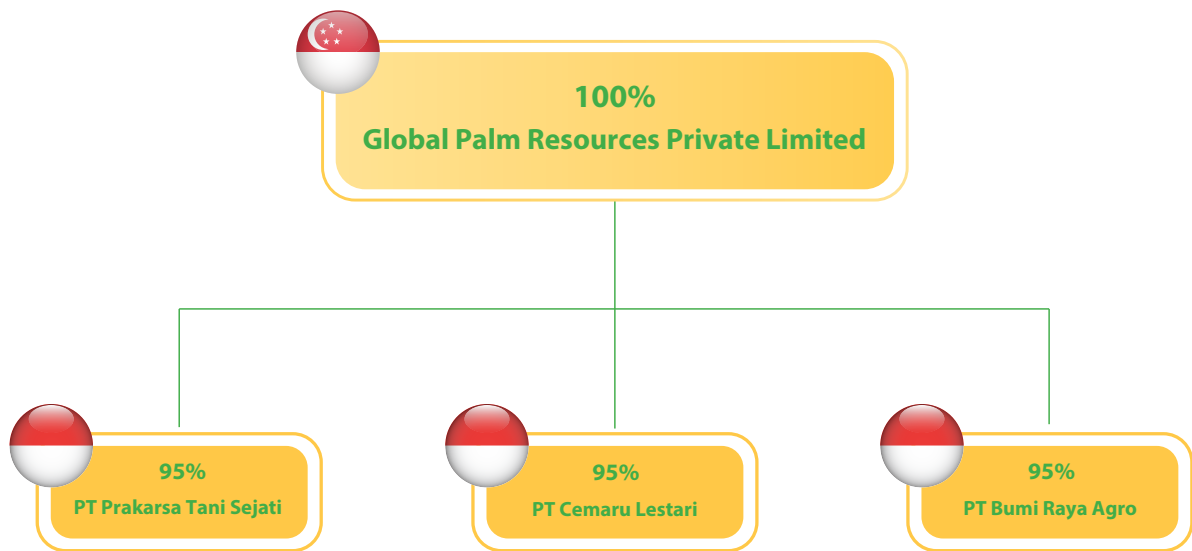 100%
Global Palm Resources Private Limited
95%
PT Prakarsa Tani Sejati
95%
PT Cemaru Lestari
95%
PT Bumi Raya Agro